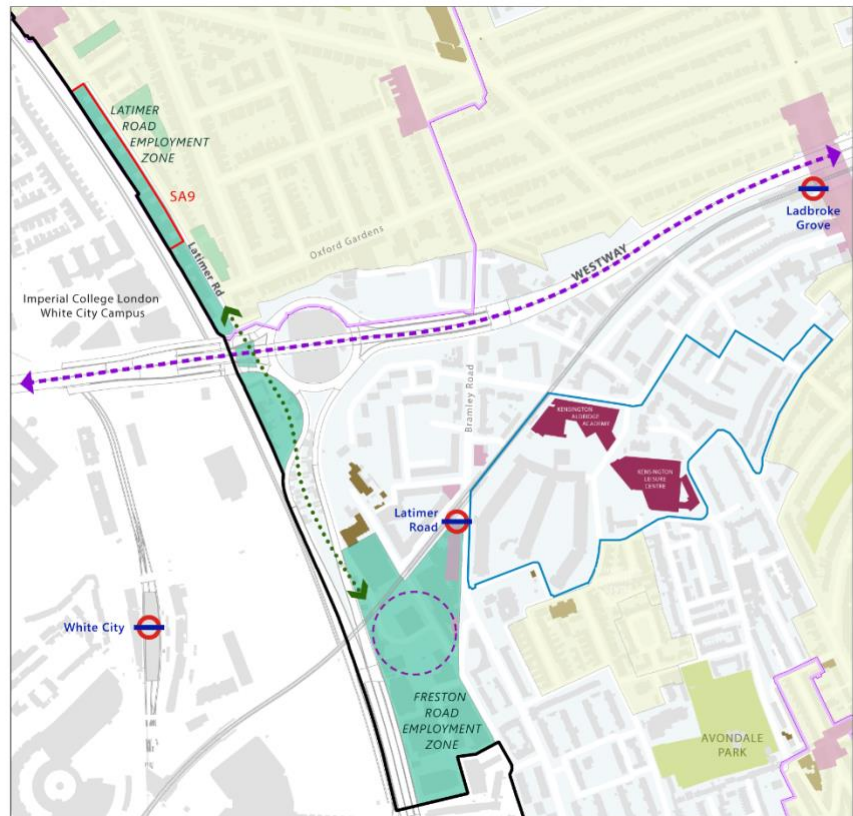 LATIMER
ROAD
EMPLOYMENT
ZONE
SA9
Latimer Rd
Oxford Gardens
Ladbroke
Grove
WESTWAY
Imperial College London
White City Campus
Bramley Road
KENSINGTON
ALDRIDGE
ACADEMY
KENSINGTON
LEISURE
CENTRE
Latimer
Road
White City
FRESTON
ROAD
EMPLOYMENT
ZONE
AVONDALE
PARK